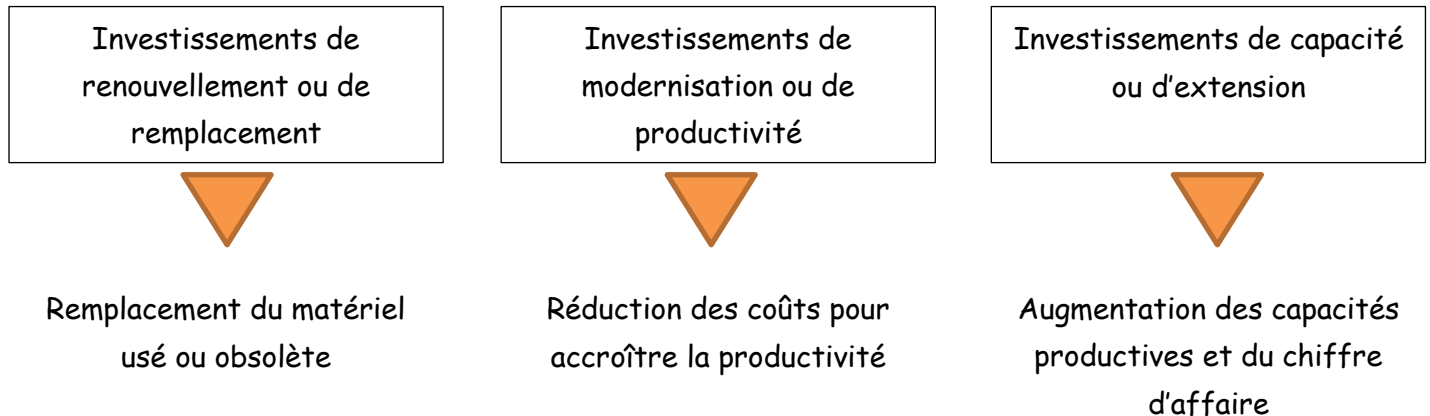 Investissements de
renouvellement ou de
remplacement
Investissements de
modernisation ou de
productivité
Investissements de capacité
ou d'extension
Remplacement du matériel
usé ou obsolète
Réduction des coûts pour
accroître la productivité
Augmentation des capacités
productives et du chiffre
d'affaire